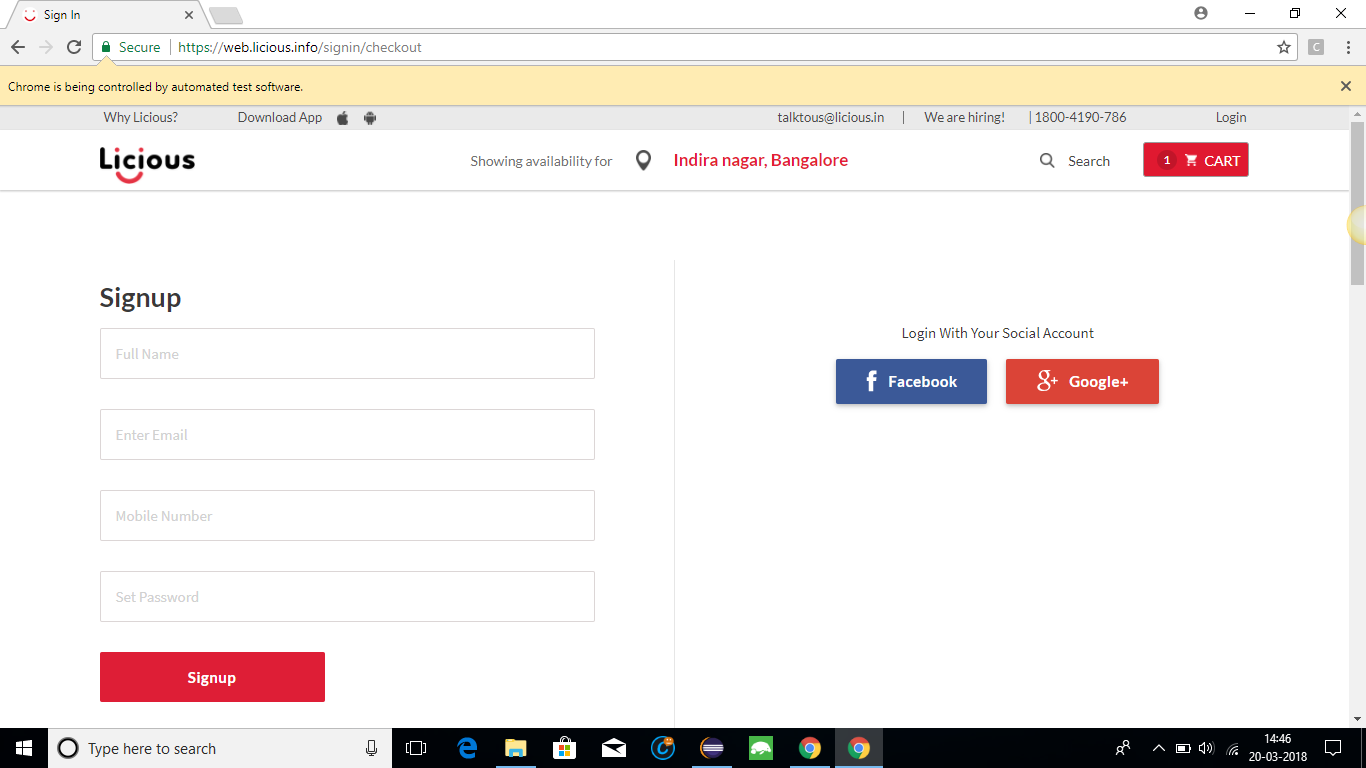 Sign In
Secure https://web.licious.info/signin/checkout C
Chrome is being controlled by automated test software.
Why Licious? Download App talktous@licious.in | We are hiring! | 1800-4190-786 Login
Licious Showing availability for Indira nagar, Bangalore Search 1 CART
Signup
Full Name
Enter Email
Mobile Number
Set Password
Signup
Login With Your Social Account
f Facebook g+ Google+
Type here to search
14:46
20-03-2018